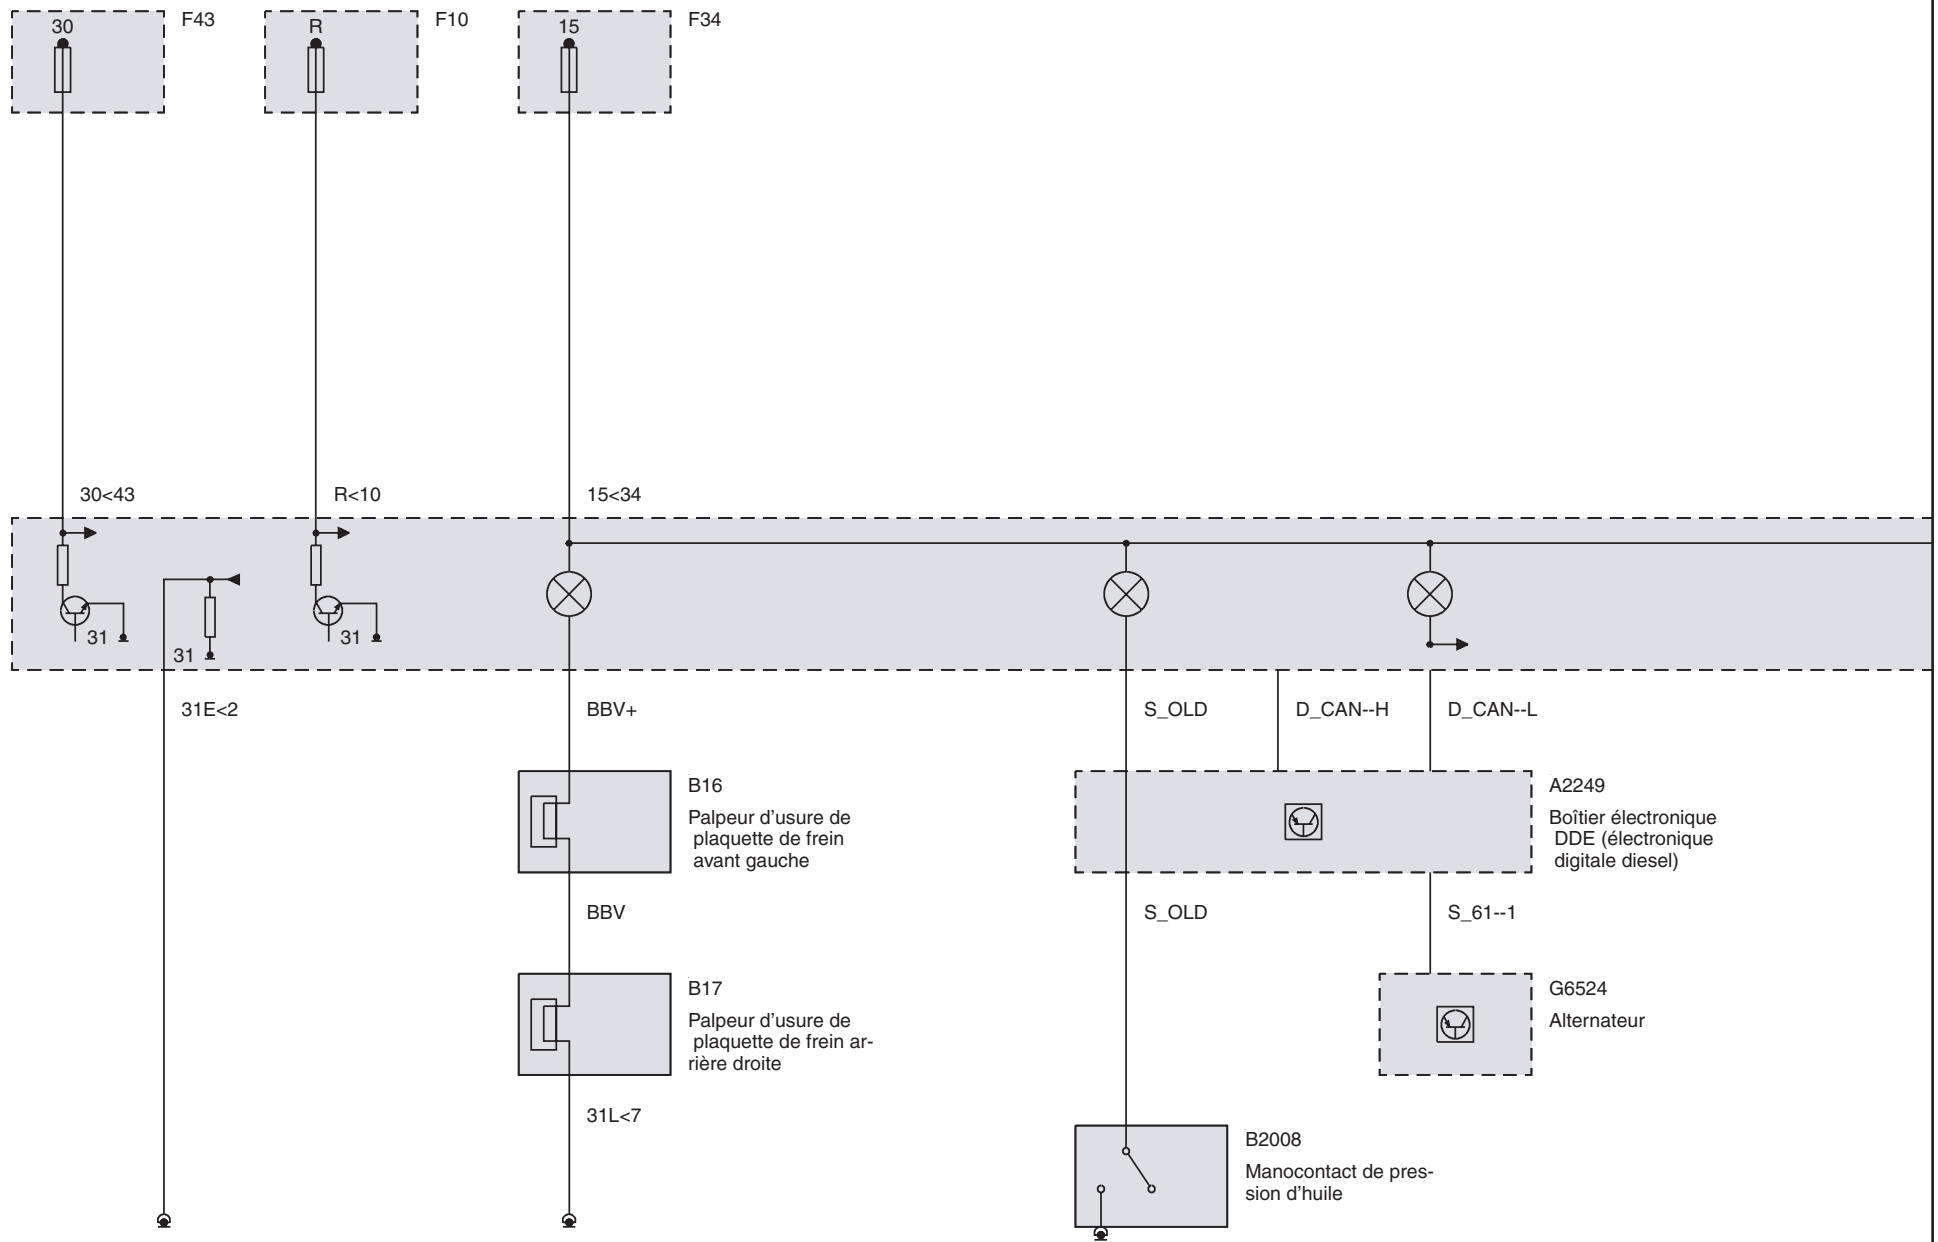 30
F43
R
F10
15
F34
30<43
R<10
15<34
31
31
31
31E<2
BBV+
S_OLD
D_CAN--H
D_CAN--L
B16
Palpeur d’usure de
plaquette de frein
avant gauche
A2249
Boîtier électronique
DDE (électronique
digitale diesel)
BBV
S_OLD
S_61--1
B17
Palpeur d’usure de
plaquette de frein ar-
rière droite
G6524
Alternateur
31L<7
B2008
Manocontact de pres-
sion d’huile